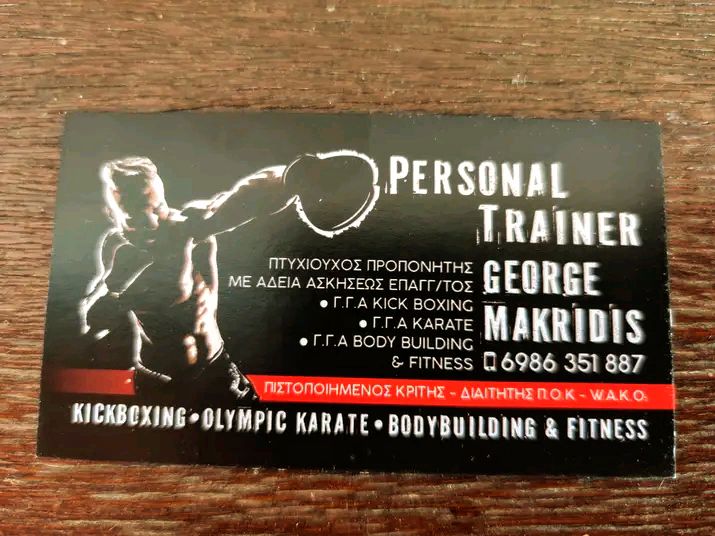 PERSONAL
TRAINER
ΠΤΥΧΙΟΥΧΟΣ ΠΡΟΠΟΝΗΤΗΣ
ΜΕ ΑΔΕΙΑ ΑΣΚΗΣΕΩΣ ΕΠΑΓΓ/ΤΟΣ
• Γ.Γ.Α KICK BOXING
• Γ.Γ.Α KARATE
• Γ.Γ.Α BODY BUILDING
& FITNESS
GEORGE
MAKRIDIS
6986 351 887
ΠΙΣΤΟΠΟΙΗΜΕΝΟΣ ΚΡΙΤΗΣ - ΔΙΑΙΤΗΤΗΣ Π.Ο.Κ - W.A.K.O.
KICKBOXING • OLYMPIC KARATE • BODYBUILDING & FITNESS